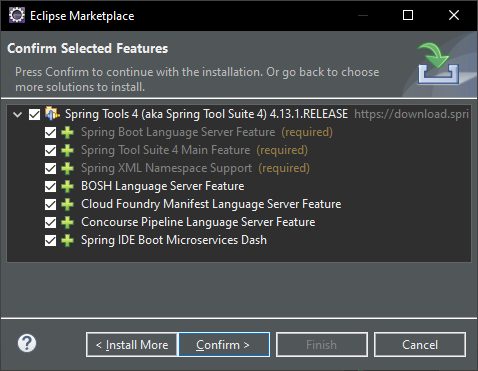 Eclipse Marketplace
Confirm Selected Features
Press Confirm to continue with the installation. Or go back to choose
more solutions to install.
Spring Tools 4 (aka Spring Tool Suite 4) 4.13.1.RELEASE https://download.spri
Spring Boot Language Server Feature (required)
Spring Tool Suite 4 Main Feature (required)
Spring XML Namespace Support (required)
BOSH Language Server Feature
Cloud Foundry Manifest Language Server Feature
Concourse Pipeline Language Server Feature
Spring IDE Boot Microservices Dash
? < Install More Confirm > Finish Cancel